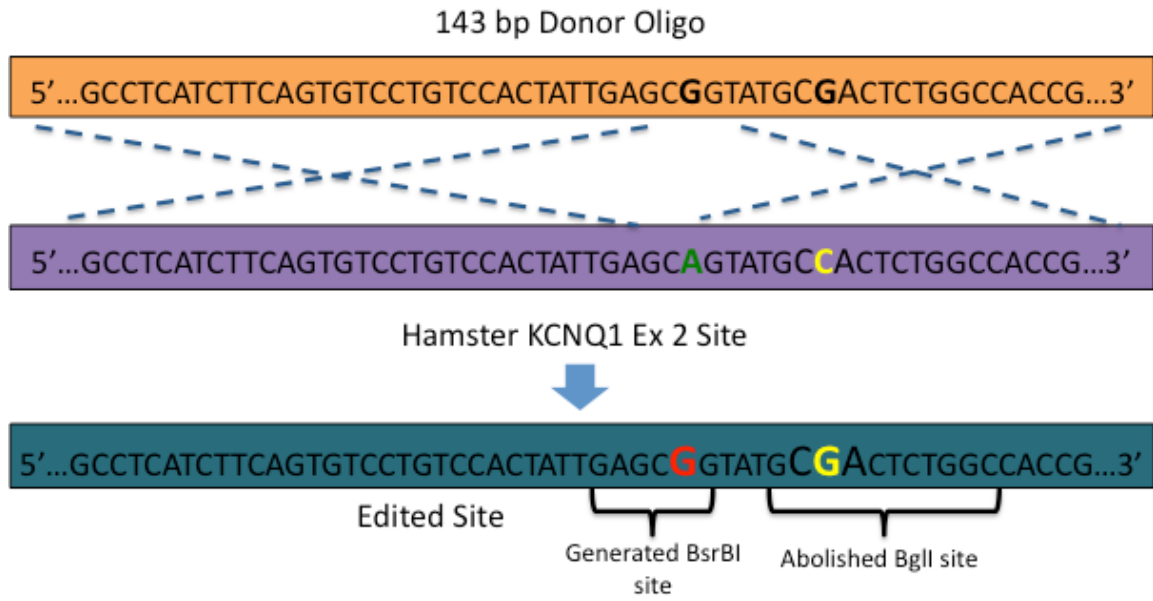 143 bp Donor Oligo
5’...GCCTCATCTTCAGTGTCCTGTCCACTATTGAGCGGTATGCGACTCTGGCCACCG...3’
5’...GCCTCATCTTCAGTGTCCTGTCCACTATTGAGCAGTATGCCACTCTGGCCACCG...3’
Hamster KCNQ1 Ex 2 Site
5’...GCCTCATCTTCAGTGTCCTGTCCACTATTGAGCGGTATGCGACTCTGGCCACCG...3’
Edited Site
Generated BsrBI
site
Abolished BglI site